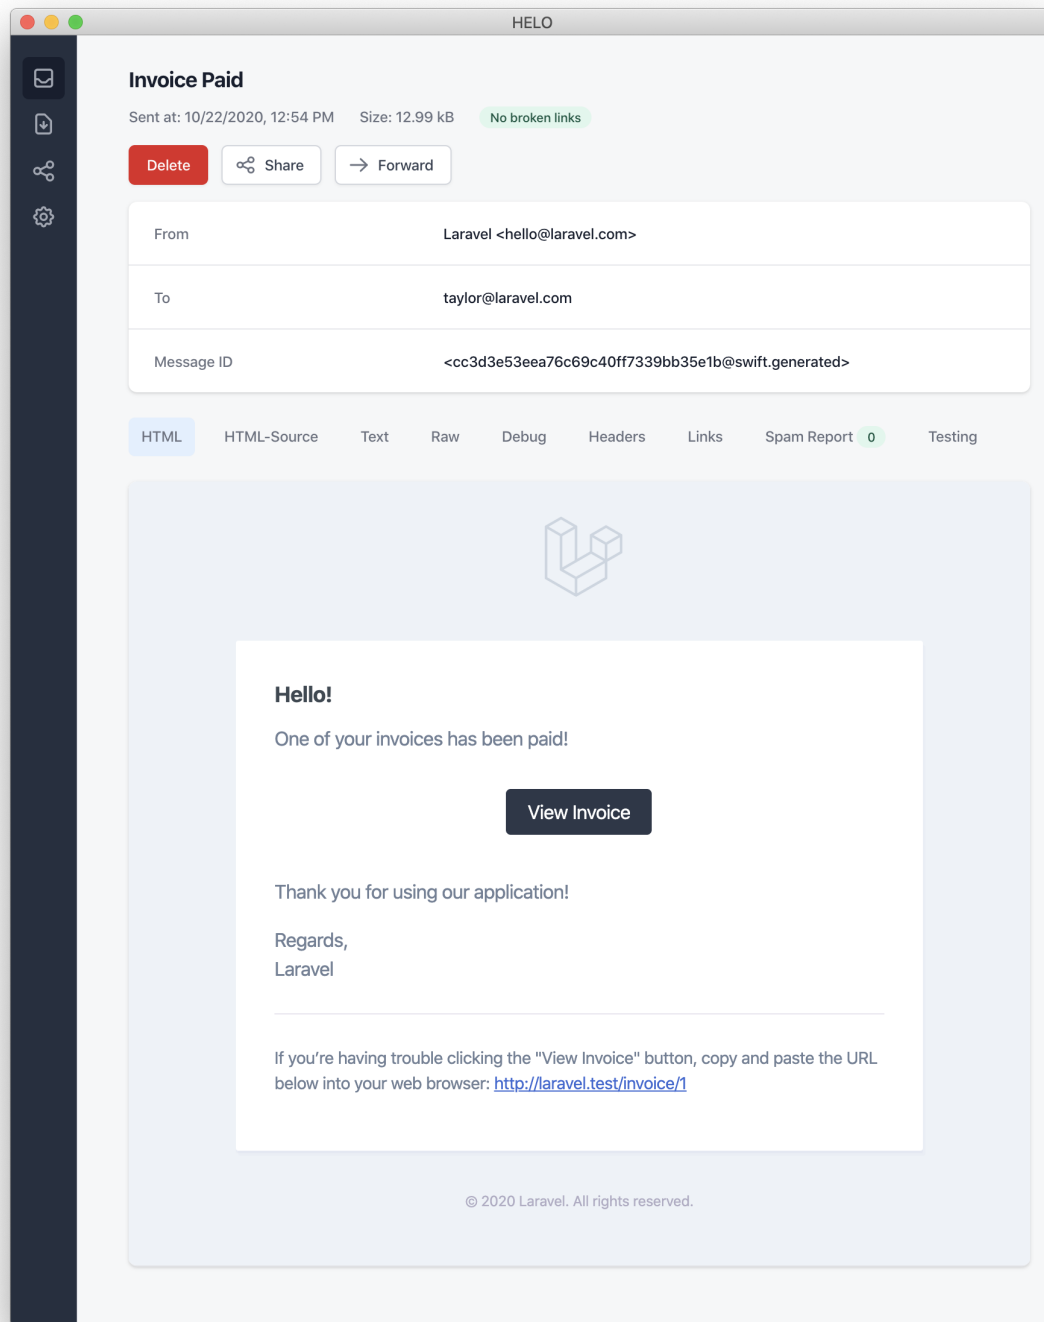 HELO
Invoice Paid
Sent at: 10/22/2020, 12:54 PM Size: 12.99 kB No broken links
Delete Share Forward
From Laravel <hello@laravel.com>
To taylor@laravel.com
Message ID <cc3d3e53eea76c69c40ff7339bb35e1b@swift.generated>
HTML HTML-Source Text Raw Debug Headers Links Spam Report 0 Testing
Hello!
One of your invoices has been paid!
View Invoice
Thank you for using our application!
Regards,
Laravel
If you’re having trouble clicking the "View Invoice" button, copy and paste the URL
below into your web browser: http://laravel.test/invoice/1
© 2020 Laravel. All rights reserved.